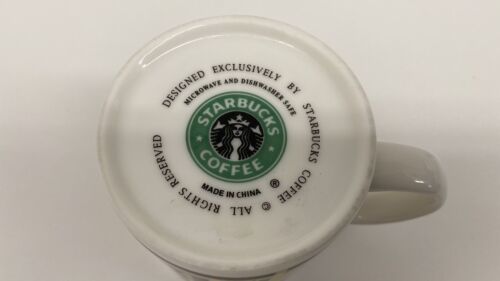 DESIGNED EXCLUSIVELY BY STARBUCKS COFFEE © ALL RIGHTS RESERVED
MICROWAVE AND DISHWASHER SAFE
STARBUCKS
COFFEE
®
MADE IN CHINA